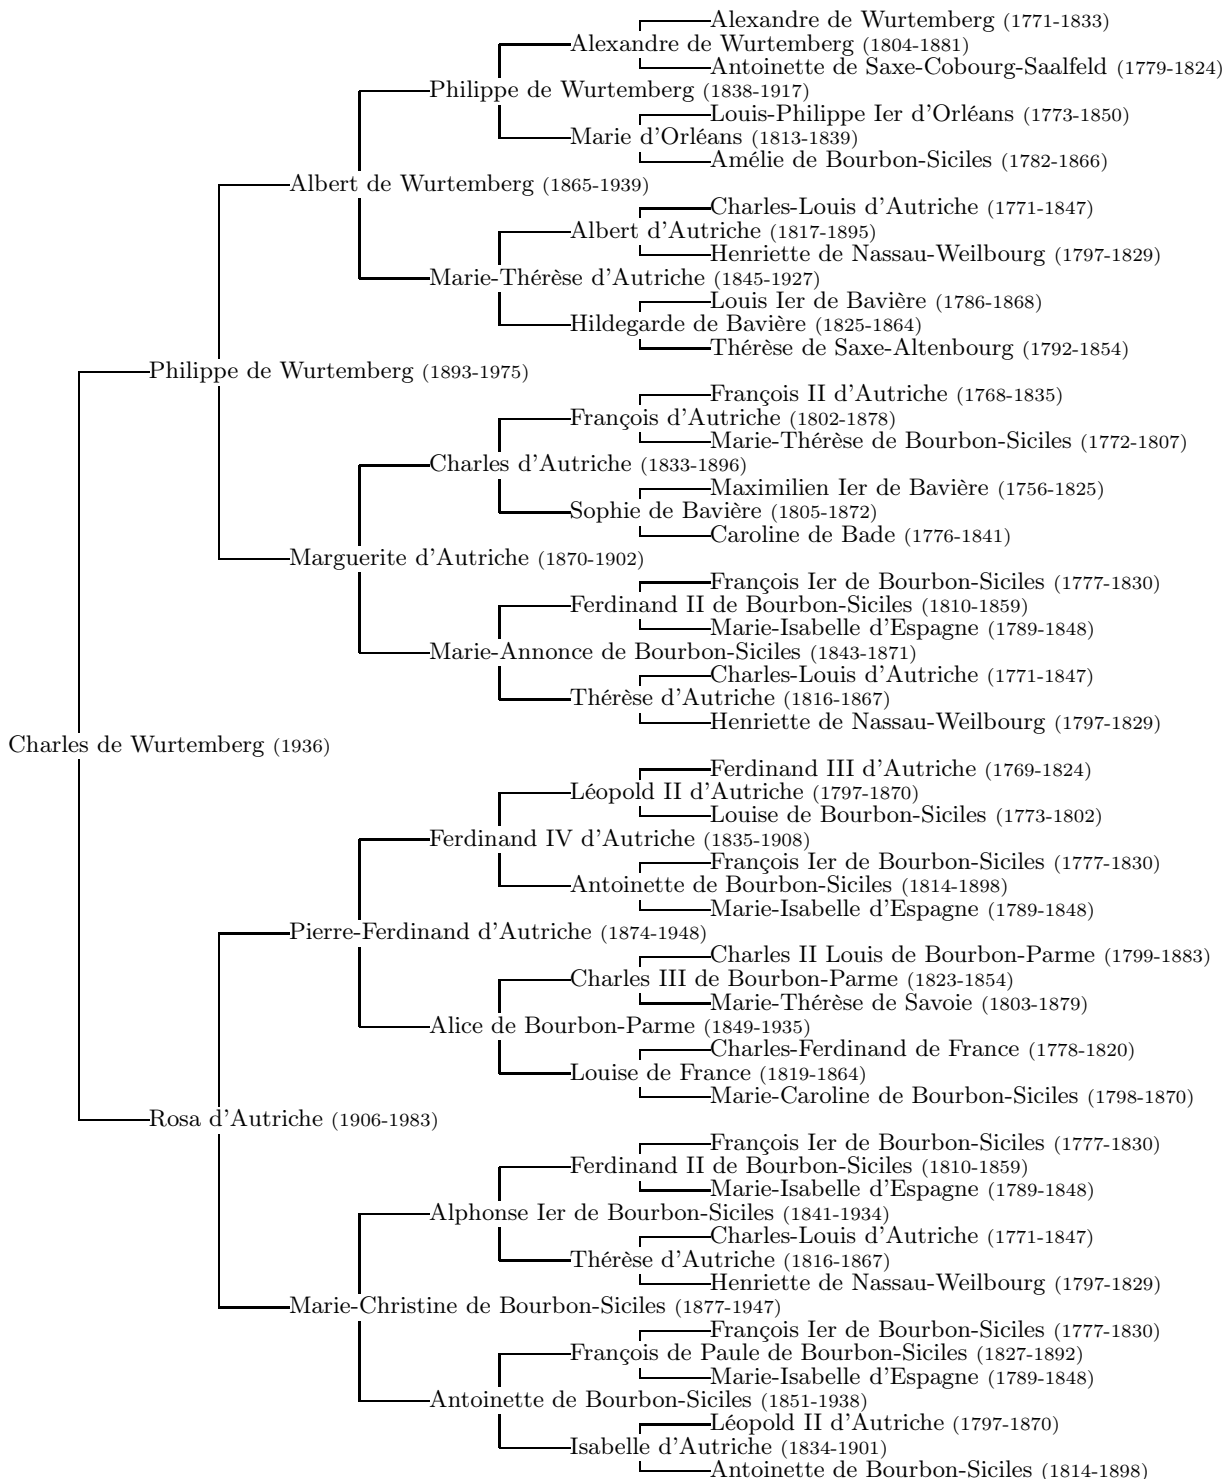 Alexandre de Wurtemberg (1771-1833)
Alexandre de Wurtemberg (1804-1881)
Antoinette de Saxe-Cobourg-Saalfeld (1779-1824)
Philippe de Wurtemberg (1838-1917)
Louis-Philippe Ier d'Orléans (1773-1850)
Marie d'Orléans (1813-1839)
Amélie de Bourbon-Siciles (1782-1866)
Albert de Wurtemberg (1865-1939)
Charles-Louis d'Autriche (1771-1847)
Albert d'Autriche (1817-1895)
Henriette de Nassau-Weilbourg (1797-1829)
Marie-Thérèse d'Autriche (1845-1927)
Louis Ier de Bavière (1786-1868)
Hildegarde de Bavière (1825-1864)
Thérèse de Saxe-Altenbourg (1792-1854)
Philippe de Wurtemberg (1893-1975)
François II d'Autriche (1768-1835)
François d'Autriche (1802-1878)
Marie-Thérèse de Bourbon-Siciles (1772-1807)
Charles d'Autriche (1833-1896)
Maximilien Ier de Bavière (1756-1825)
Sophie de Bavière (1805-1872)
Caroline de Bade (1776-1841)
Marguerite d'Autriche (1870-1902)
François Ier de Bourbon-Siciles (1777-1830)
Ferdinand II de Bourbon-Siciles (1810-1859)
Marie-Isabelle d'Espagne (1789-1848)
Marie-Annonce de Bourbon-Siciles (1843-1871)
Charles-Louis d'Autriche (1771-1847)
Thérèse d'Autriche (1816-1867)
Henriette de Nassau-Weilbourg (1797-1829)
Charles de Wurtemberg (1936)
Ferdinand III d'Autriche (1769-1824)
Léopold II d'Autriche (1797-1870)
Louise de Bourbon-Siciles (1773-1802)
Ferdinand IV d'Autriche (1835-1908)
François Ier de Bourbon-Siciles (1777-1830)
Antoinette de Bourbon-Siciles (1814-1898)
Marie-Isabelle d'Espagne (1789-1848)
Pierre-Ferdinand d'Autriche (1874-1948)
Charles II Louis de Bourbon-Parme (1799-1883)
Charles III de Bourbon-Parme (1823-1854)
Marie-Thérèse de Savoie (1803-1879)
Alice de Bourbon-Parme (1849-1935)
Charles-Ferdinand de France (1778-1820)
Louise de France (1819-1864)
Marie-Caroline de Bourbon-Siciles (1798-1870)
Rosa d'Autriche (1906-1983)
François Ier de Bourbon-Siciles (1777-1830)
Ferdinand II de Bourbon-Siciles (1810-1859)
Marie-Isabelle d'Espagne (1789-1848)
Alphonse Ier de Bourbon-Siciles (1841-1934)
Charles-Louis d'Autriche (1771-1847)
Thérèse d'Autriche (1816-1867)
Henriette de Nassau-Weilbourg (1797-1829)
Marie-Christine de Bourbon-Siciles (1877-1947)
François Ier de Bourbon-Siciles (1777-1830)
François de Paule de Bourbon-Siciles (1827-1892)
Marie-Isabelle d'Espagne (1789-1848)
Antoinette de Bourbon-Siciles (1851-1938)
Léopold II d'Autriche (1797-1870)
Isabelle d'Autriche (1834-1901)
Antoinette de Bourbon-Siciles (1814-1898)